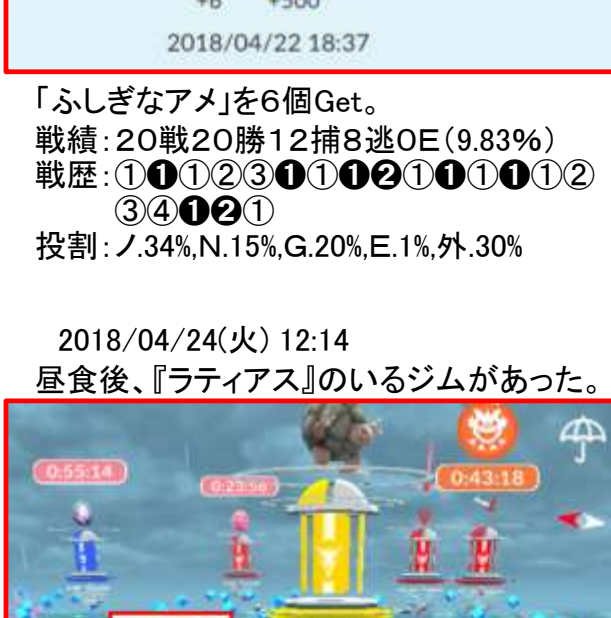 +6 +500
2018/04/22 18:37
「ふしぎなアメ」を6個Get。
戦績:20戦20勝12捕8逃0E(9.83%)
戦歴:①❶①②③❶①❶❷①❶①❶①②
③④❶❷①
投割:ノ.34%,N.15%,G.20%,E.1%,外.30%
2018/04/24(火) 12:14
昼食後、『ラティアス』のいるジムがあった。
0:55:14
0:23:56
0:43:18